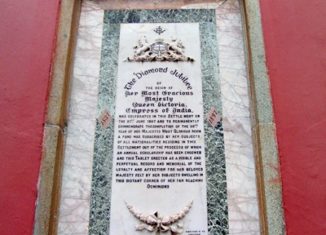 The Diamond Jubilee
OF
THE REIGN OF
Her Most Gracious
Majesty
Queen Victoria,
Empress of India,
WAS CELEBRATED IN THIS SETTLEMENT ON
THE 22ND JUNE 1897 AND TO PERMANENTLY
COMMEMORATE THE COMPLETION OF THE 60TH
YEAR OF HER MAJESTYS MOST GLORIOUS REIGN
A FUND WAS SUBSCRIBED BY HER SUBJECTS
OF ALL NATIONALITIES RESIDING IN THIS
SETTLEMENT OUT OF THE PROCEEDS OF WHICH
AN ANNUAL SCHOLARSHIP HAS BEEN ENDOWED
AND THIS TABLET ERECTED AS A VISIBLE AND
PERPETUAL RECORD AND MEMORIAL OF THE
LOYALTY AND AFFECTION FOR HER BELOVED
MAJESTY FELT BY HER SUBJECTS DWELLING IN
THIS DISTANT CORNER OF HER FAR REACHING
DOMINIONS